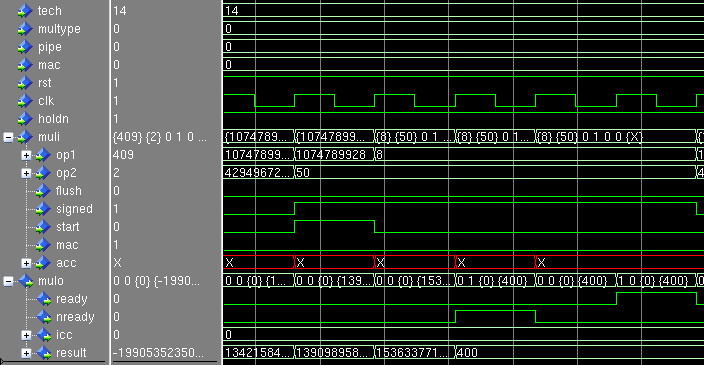 tech 14 14
multype 0 0
pipe 0 0
mac 0 0
rst 1
clk 1
holdn 1
muli {409} {2} 0 1 0 ... {1074789... {10747899... {8} {50} 0 1 ... {8} {50} 0 1... {8} {50} 0 1 0 0 {X} {1
op1 409 10747899... 1074789928 8 1
op2 2 42949672... 50 4
flush 0
signed 1
start 0
mac 1
acc X X X X X X
mulo 0 0 {0} {-1990... 0 0 {0} {1... 0 0 {0} {139... 0 0 {0} {153... 0 1 {0} {400} 0 0 {0} {400} 1 0 {0} {400} 0
ready 0
nready 0
icc 0 0
result -19905352350... 13421584... 139098958... 153633771... 400